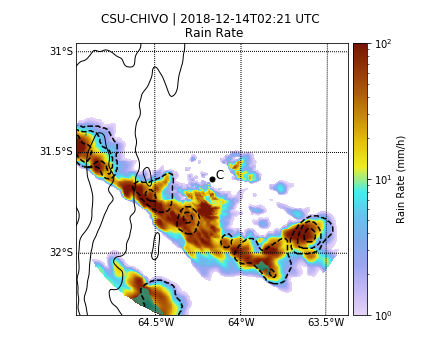 CSU-CHIVO | 2018-12-14T02:21 UTC
Rain Rate
31°S
31.5°S
32°S
C
64.5°W
64°W
63.5°W
10²
10¹
10⁰
Rain Rate (mm/h)